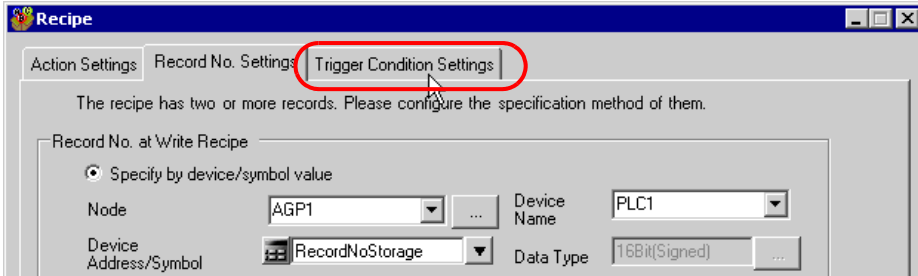 Recipe
Action Settings Record No. Settings Trigger Condition Settings
The recipe has two or more records. Please configure the specification method of them.
Record No. at Write Recipe
Specify by device/symbol value
Node AGP1 ... Device Name PLC1
Device Address/Symbol RecordNoStorage Data Type 16Bit(Signed) ...